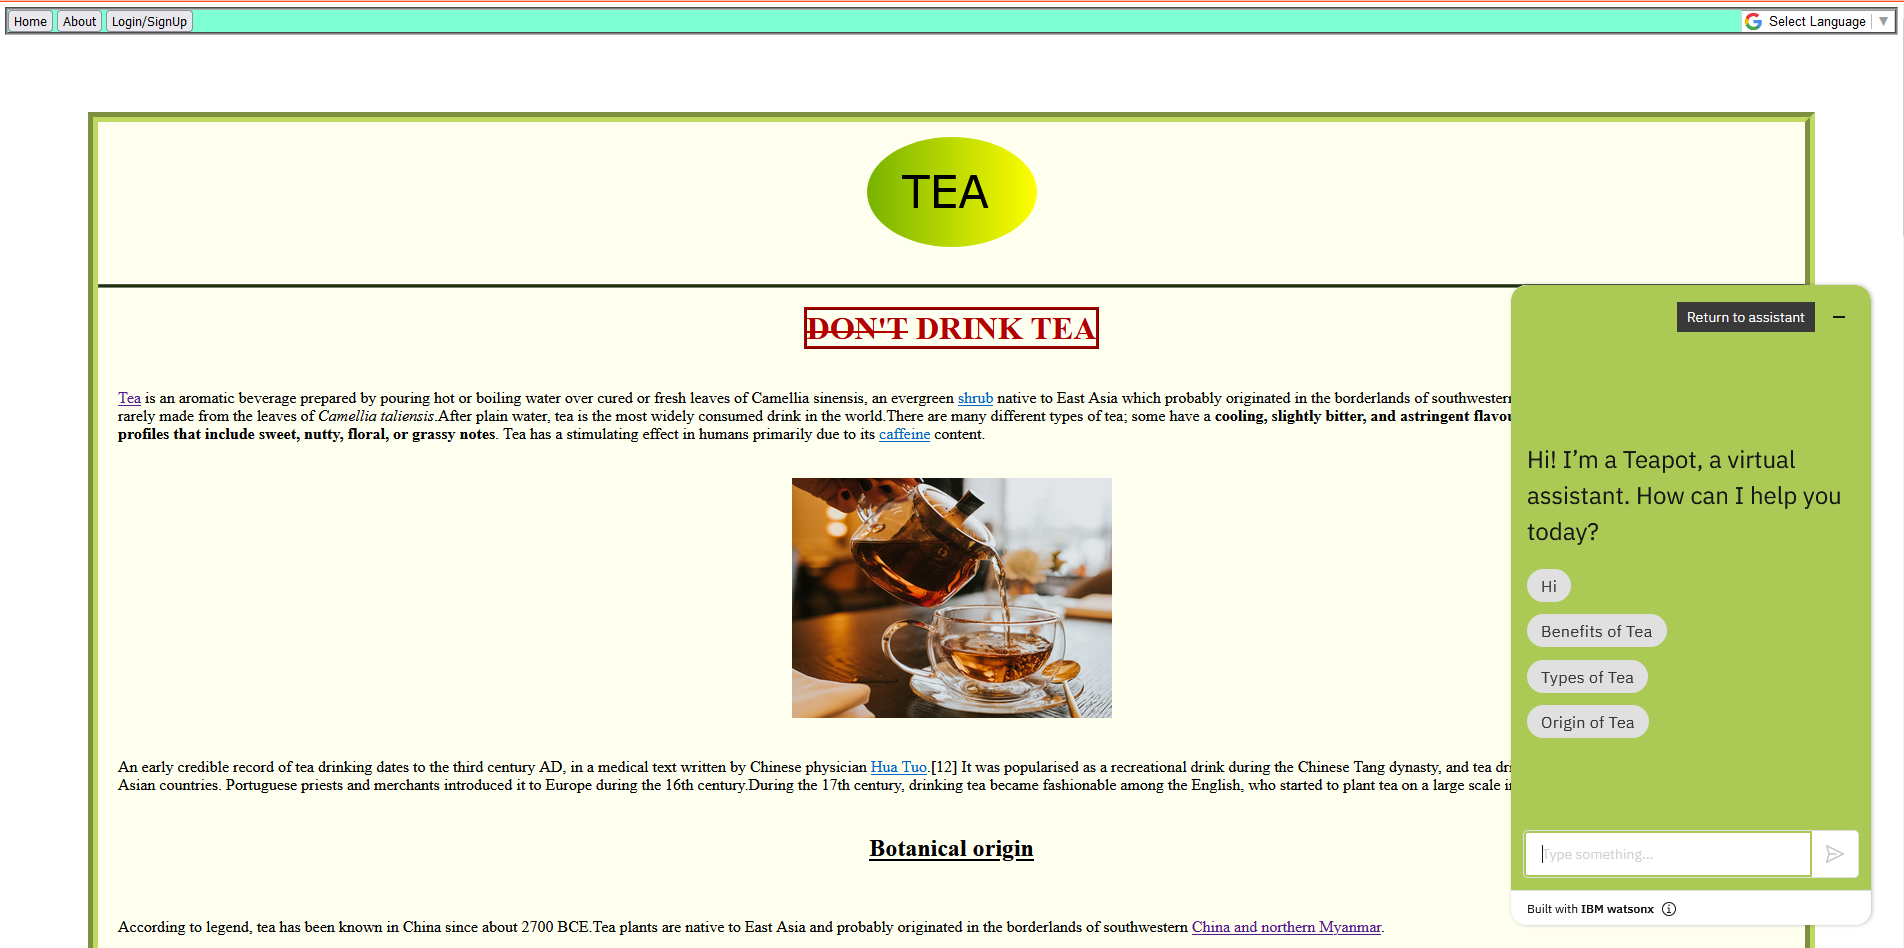 Home About Login/SignUp Select Language ▼
TEA
DON'T DRINK TEA
Tea is an aromatic beverage prepared by pouring hot or boiling water over cured or fresh leaves of Camellia sinensis, an evergreen shrub native to East Asia which probably originated in the borderlands of southwestern
rarely made from the leaves of Camellia taliensis.After plain water, tea is the most widely consumed drink in the world.There are many different types of tea; some have a cooling, slightly bitter, and astringent
profiles that include sweet, nutty, floral, or grassy notes. Tea has a stimulating effect in humans primarily due to its caffeine content.
An early credible record of tea drinking dates to the third century AD, in a medical text written by Chinese physician Hua Tuo.[12] It was popularised as a recreational drink during the Chinese Tang dynasty, and tea
Asian countries. Portuguese priests and merchants introduced it to Europe during the 16th century.During the 17th century, drinking tea became fashionable among the English, who started to plant tea on a large scale
Botanical origin
According to legend, tea has been known in China since about 2700 BCE.Tea plants are native to East Asia and probably originated in the borderlands of southwestern China and northern Myanmar.
Return to assistant
Hi! I’m a Teapot, a virtual
assistant. How can I help you
today?
Hi
Benefits of Tea
Types of Tea
Origin of Tea
Type something...
Built with IBM watsonx